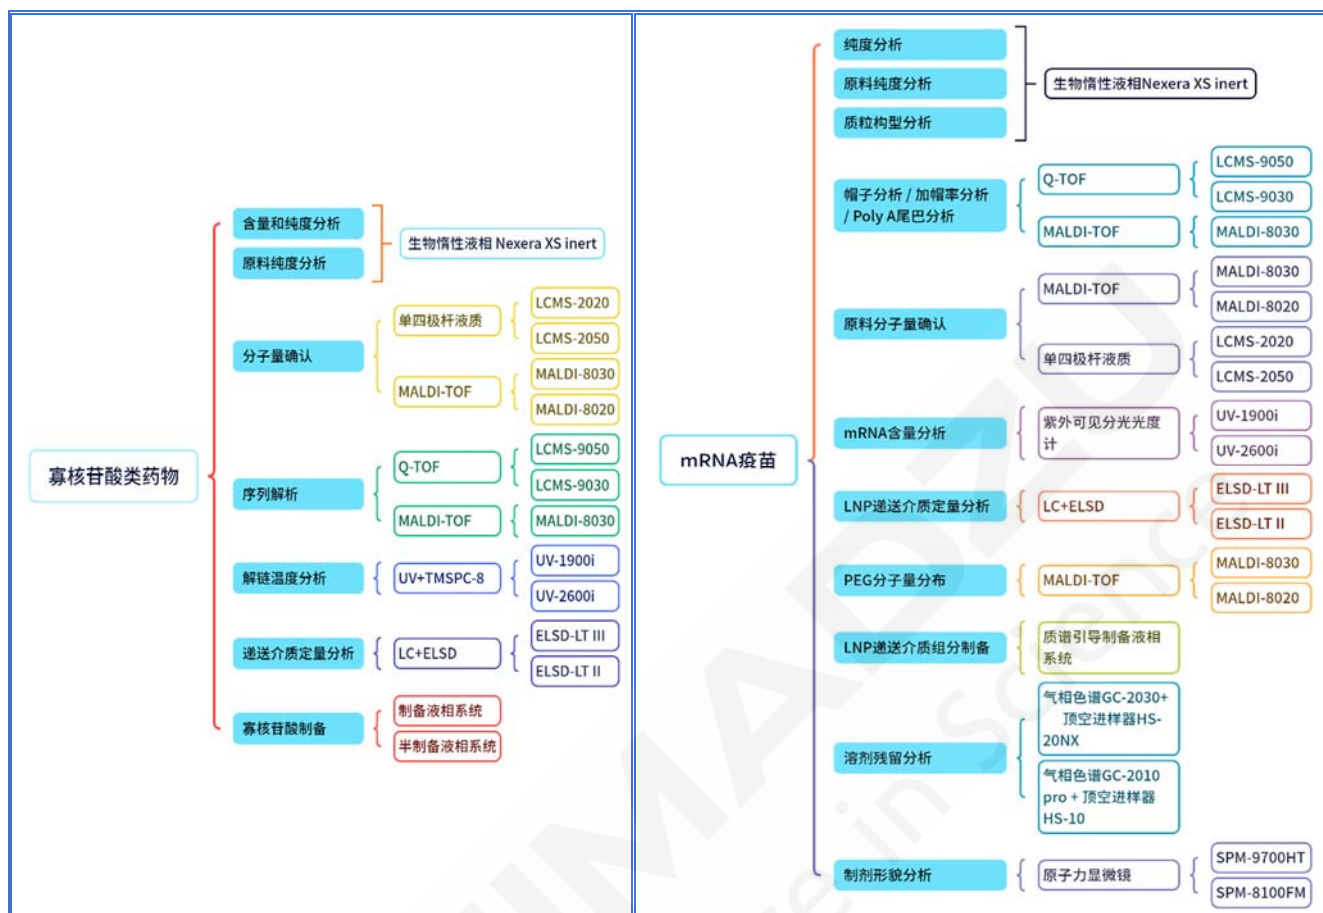 寡核苷酸类药物
含量和纯度分析
原料纯度分析
生物惰性液相 Nexera XS inert
分子量确认
单四极杆液质
LCMS-2020
LCMS-2050
MALDI-TOF
MALDI-8030
MALDI-8020
序列解析
Q-TOF
LCMS-9050
LCMS-9030
MALDI-TOF
MALDI-8030
解链温度分析
UV+TMSPC-8
UV-1900i
UV-2600i
递送介质定量分析
LC+ELSD
ELSD-LT III
ELSD-LT II
寡核苷酸制备
制备液相系统
半制备液相系统
mRNA疫苗
纯度分析
原料纯度分析
质粒构型分析
生物惰性液相Nexera XS inert
帽子分析 / 加帽率分析
/ Poly A尾巴分析
Q-TOF
LCMS-9050
LCMS-9030
MALDI-TOF
MALDI-8030
原料分子量确认
MALDI-TOF
MALDI-8030
MALDI-8020
单四极杆液质
LCMS-2020
LCMS-2050
mRNA含量分析
紫外可见分光光度
计
UV-1900i
UV-2600i
LNP递送介质定量分析
LC+ELSD
ELSD-LT III
ELSD-LT II
PEG分子量分布
MALDI-TOF
MALDI-8030
MALDI-8020
LNP递送介质组分制备
质谱引导制备液相
系统
溶剂残留分析
气相色谱GC-2030+
顶空进样器HS-
20NX
气相色谱GC-2010
pro + 顶空进样器
HS-10
制剂形貌分析
原子力显微镜
SPM-9700HT
SPM-8100FM
IMADZU
ce in Science